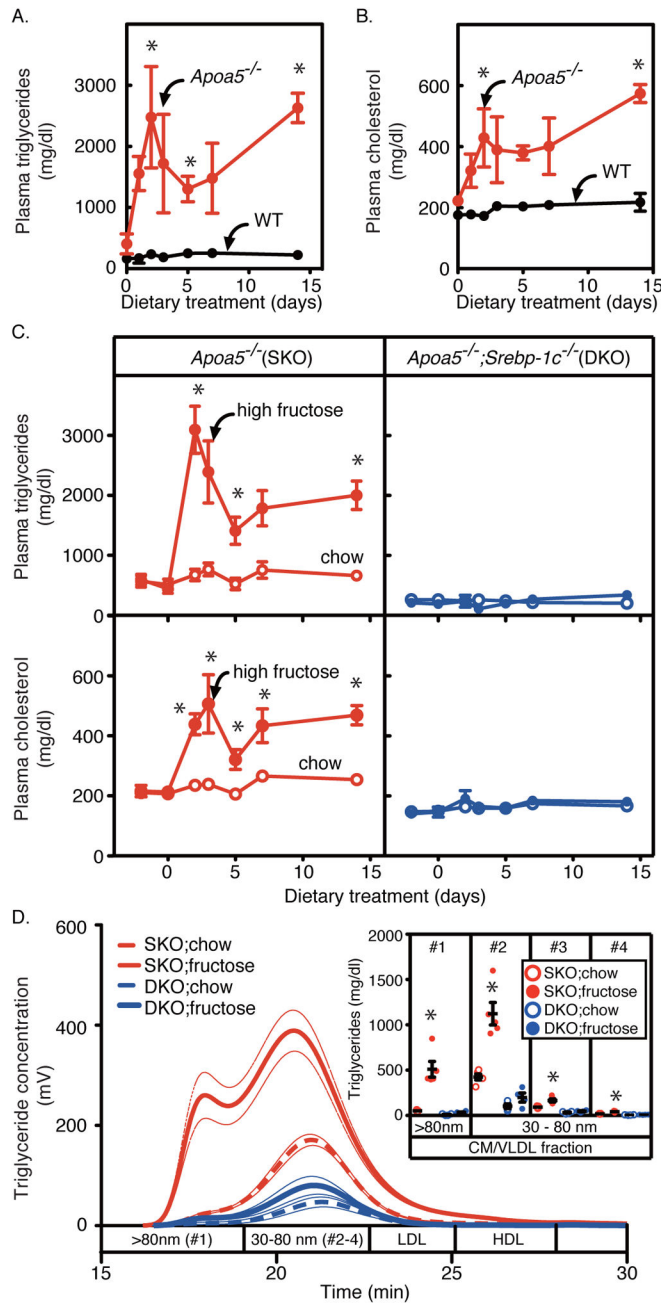 A.
Plasma triglycerides
(mg/dl)
3000
2000
1000
0
*
Apoa5-/-
*
*
WT
0 5 10 15
Dietary treatment (days)
B.
Plasma cholesterol
(mg/dl)
600
400
200
0
*
Apoa5-/-
*
WT
0 5 10 15
Dietary treatment (days)
C.
Apoa5-/-(SKO)
Apoa5-/-;Srebp-1c-/-(DKO)
Plasma triglycerides
(mg/dl)
3000
2000
1000
0
*
high fructose
*
*
chow
Plasma cholesterol
(mg/dl)
600
400
200
0
*
*
high fructose
*
*
*
chow
0 5 10 15 0 5 10 15
Dietary treatment (days)
D.
Triglyceride concentration
(mV)
600
400
200
0
SKO;chow
SKO;fructose
DKO;chow
DKO;fructose
Triglycerides (mg/dl)
2000
1500
1000
500
0
#1 #2 #3 #4
SKO;chow
SKO;fructose
DKO;chow
DKO;fructose
*
*
*
*
>80nm 30 - 80 nm
CM/VLDL fraction
>80nm (#1) 30-80 nm (#2-4) LDL HDL
15 20 25 30
Time (min)